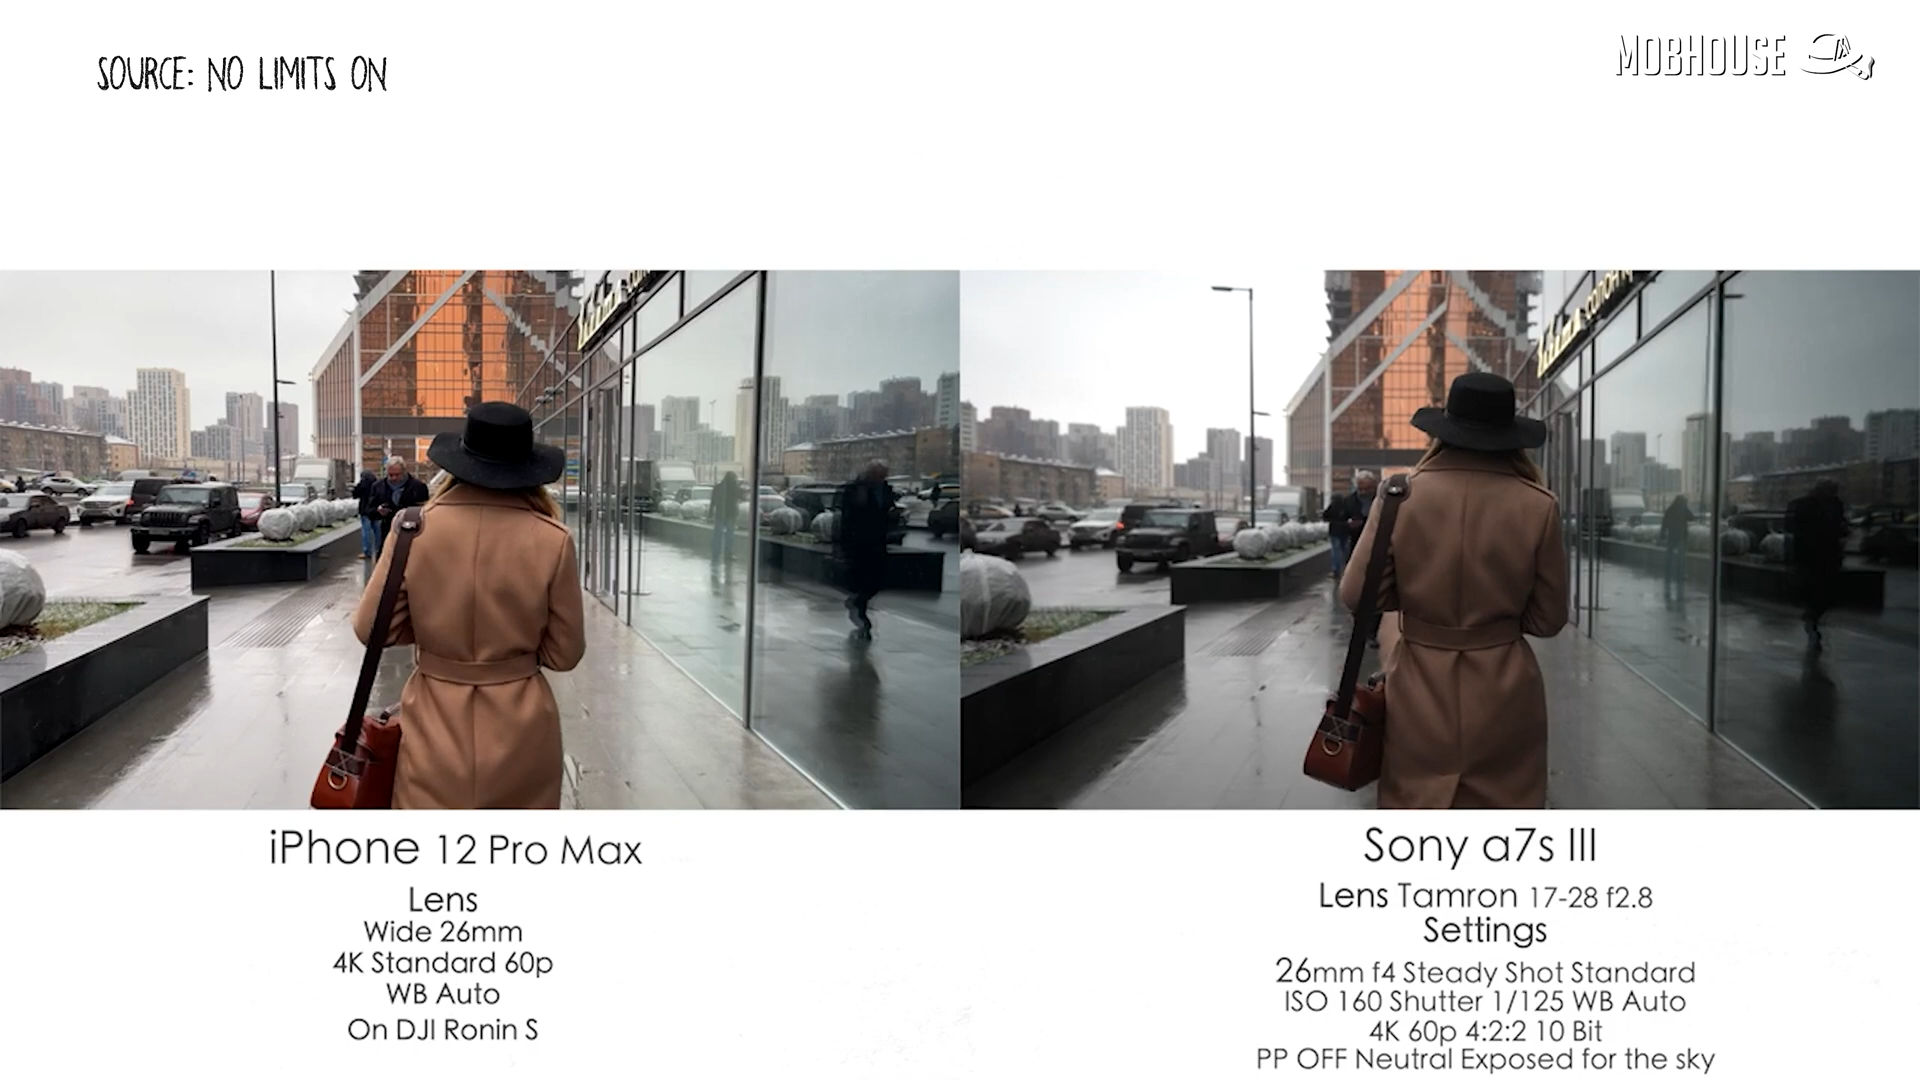 SOURCE: NO LIMITS ON
MOBHOUSE
iPhone 12 Pro Max
Lens
Wide 26mm
4K Standard 60p
WB Auto
On DJI Ronin S
Sony a7s III
Lens Tamron 17-28 f2.8
Settings
26mm f4 Steady Shot Standard
ISO 160 Shutter 1/125 WB Auto
4K 60p 4:2:2 10 Bit
PP OFF Neutral Exposed for the sky